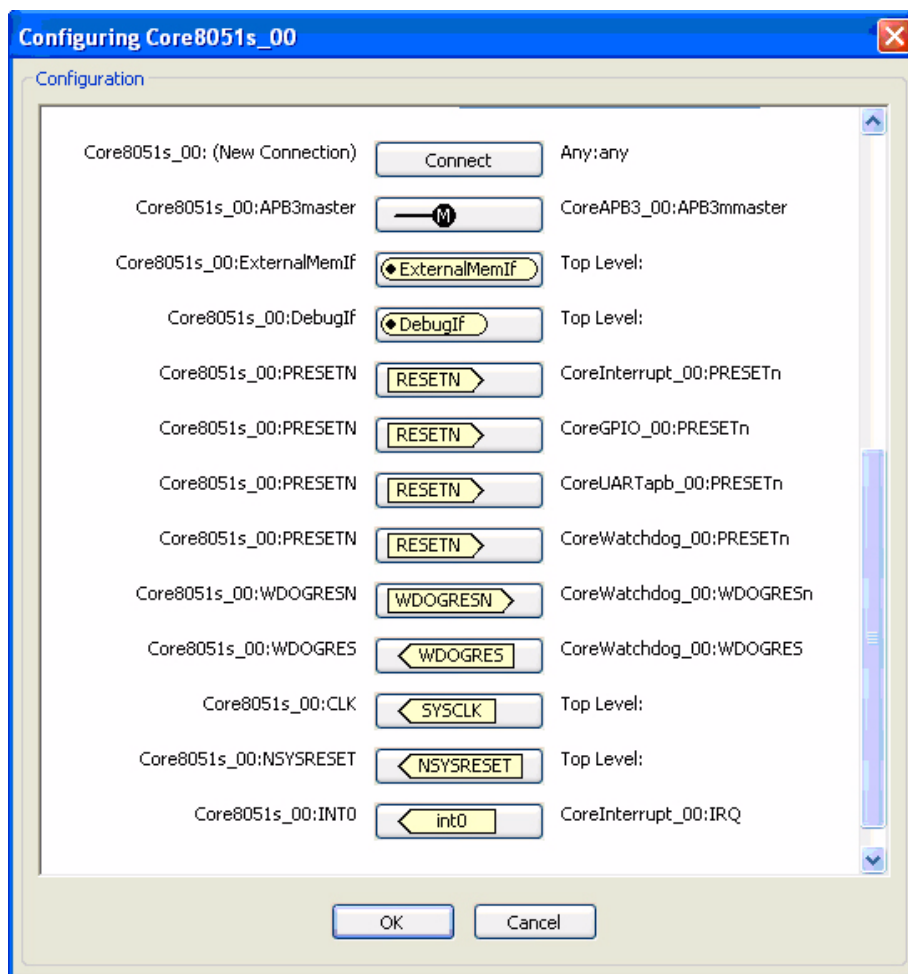 Configuring Core8051s_00
Configuration
Core8051s_00: (New Connection) Connect Any:any
Core8051s_00:APB3master M CoreAPB3_00:APB3mmaster
Core8051s_00:ExternalMemIf ExternalMemIf Top Level:
Core8051s_00:DebugIf DebugIf Top Level:
Core8051s_00:PRESETN RESETN CoreInterrupt_00:PRESETn
Core8051s_00:PRESETN RESETN CoreGPIO_00:PRESETn
Core8051s_00:PRESETN RESETN CoreUARTapb_00:PRESETn
Core8051s_00:PRESETN RESETN CoreWatchdog_00:PRESETn
Core8051s_00:WDOGRESN WDOGRESN CoreWatchdog_00:WDOGRESn
Core8051s_00:WDOGRES WDOGRES CoreWatchdog_00:WDOGRES
Core8051s_00:CLK SYSCLK Top Level:
Core8051s_00:NSYSRESET NSYSRESET Top Level:
Core8051s_00:INT0 int0 CoreInterrupt_00:IRQ
OK Cancel